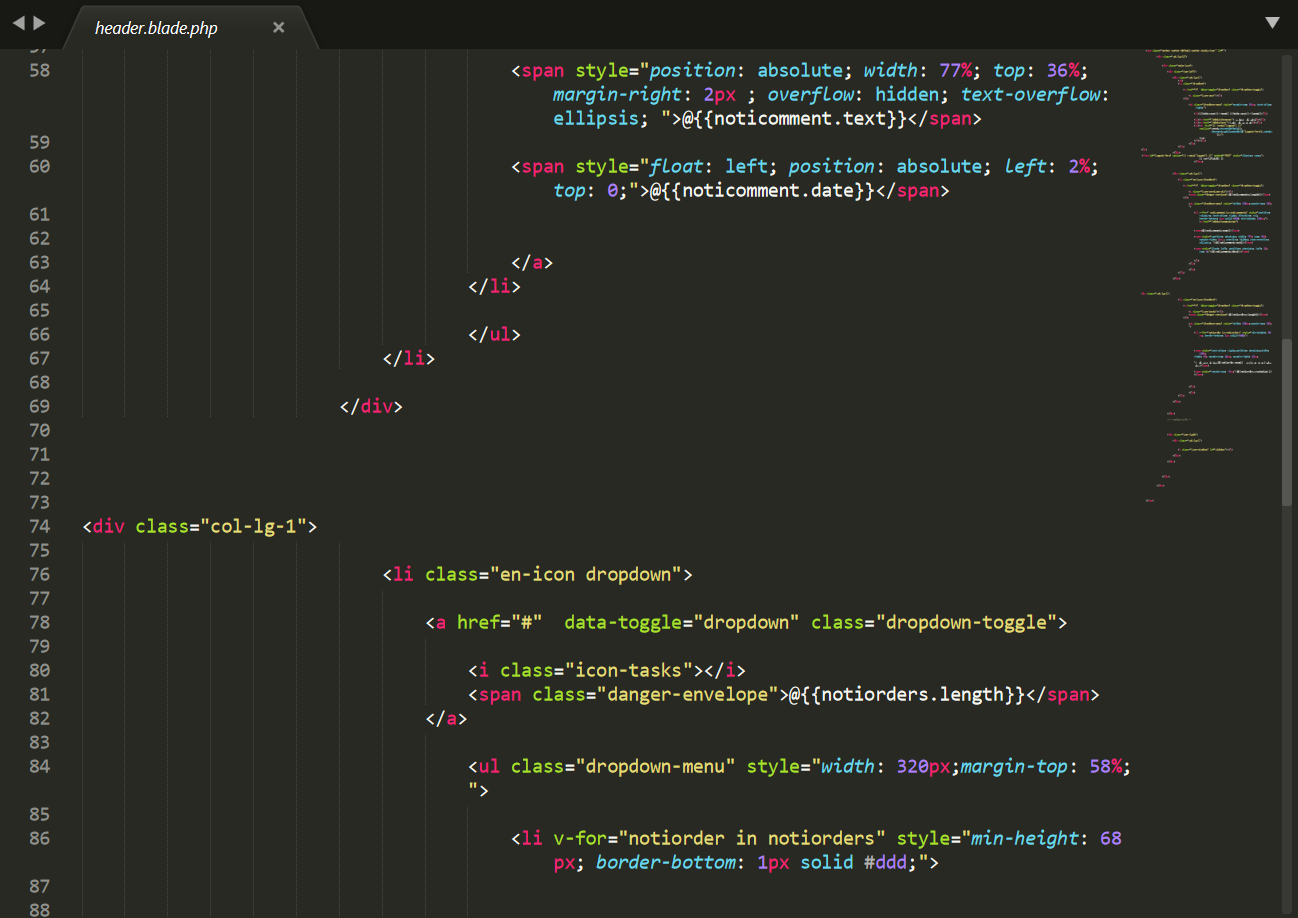 header.blade.php ×
57
58 <span style="position: absolute; width: 77%; top: 36%;
margin-right: 2px ; overflow: hidden; text-overflow:
ellipsis; ">@{{noticomment.text}}</span>
59
60 <span style="float: left; position: absolute; left: 2%;
top: 0;">@{{noticomment.date}}</span>
61
62
63 </a>
64 </li>
65
66 </ul>
67 </li>
68
69 </div>
70
71
72
73
74 <div class="col-lg-1">
75
76 <li class="en-icon dropdown">
77
78 <a href="#"  data-toggle="dropdown" class="dropdown-toggle">
79
80 <i class="icon-tasks"></i>
81 <span class="danger-envelope">@{{notiorders.length}}</span>
82 </a>
83
84 <ul class="dropdown-menu" style="width: 320px;margin-top: 58%;
">
85
86 <li v-for="notiorder in notiorders" style="min-height: 68
px; border-bottom: 1px solid #ddd;">
87
88